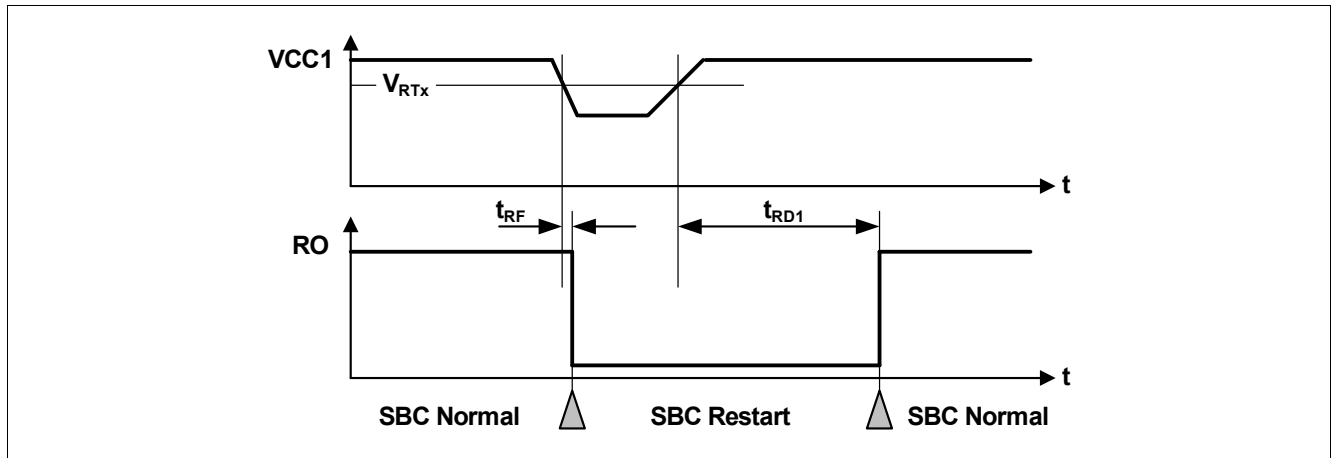 VCC1
VRTx
t
tRF
tRD1
RO
t
SBC Normal
SBC Restart
SBC Normal